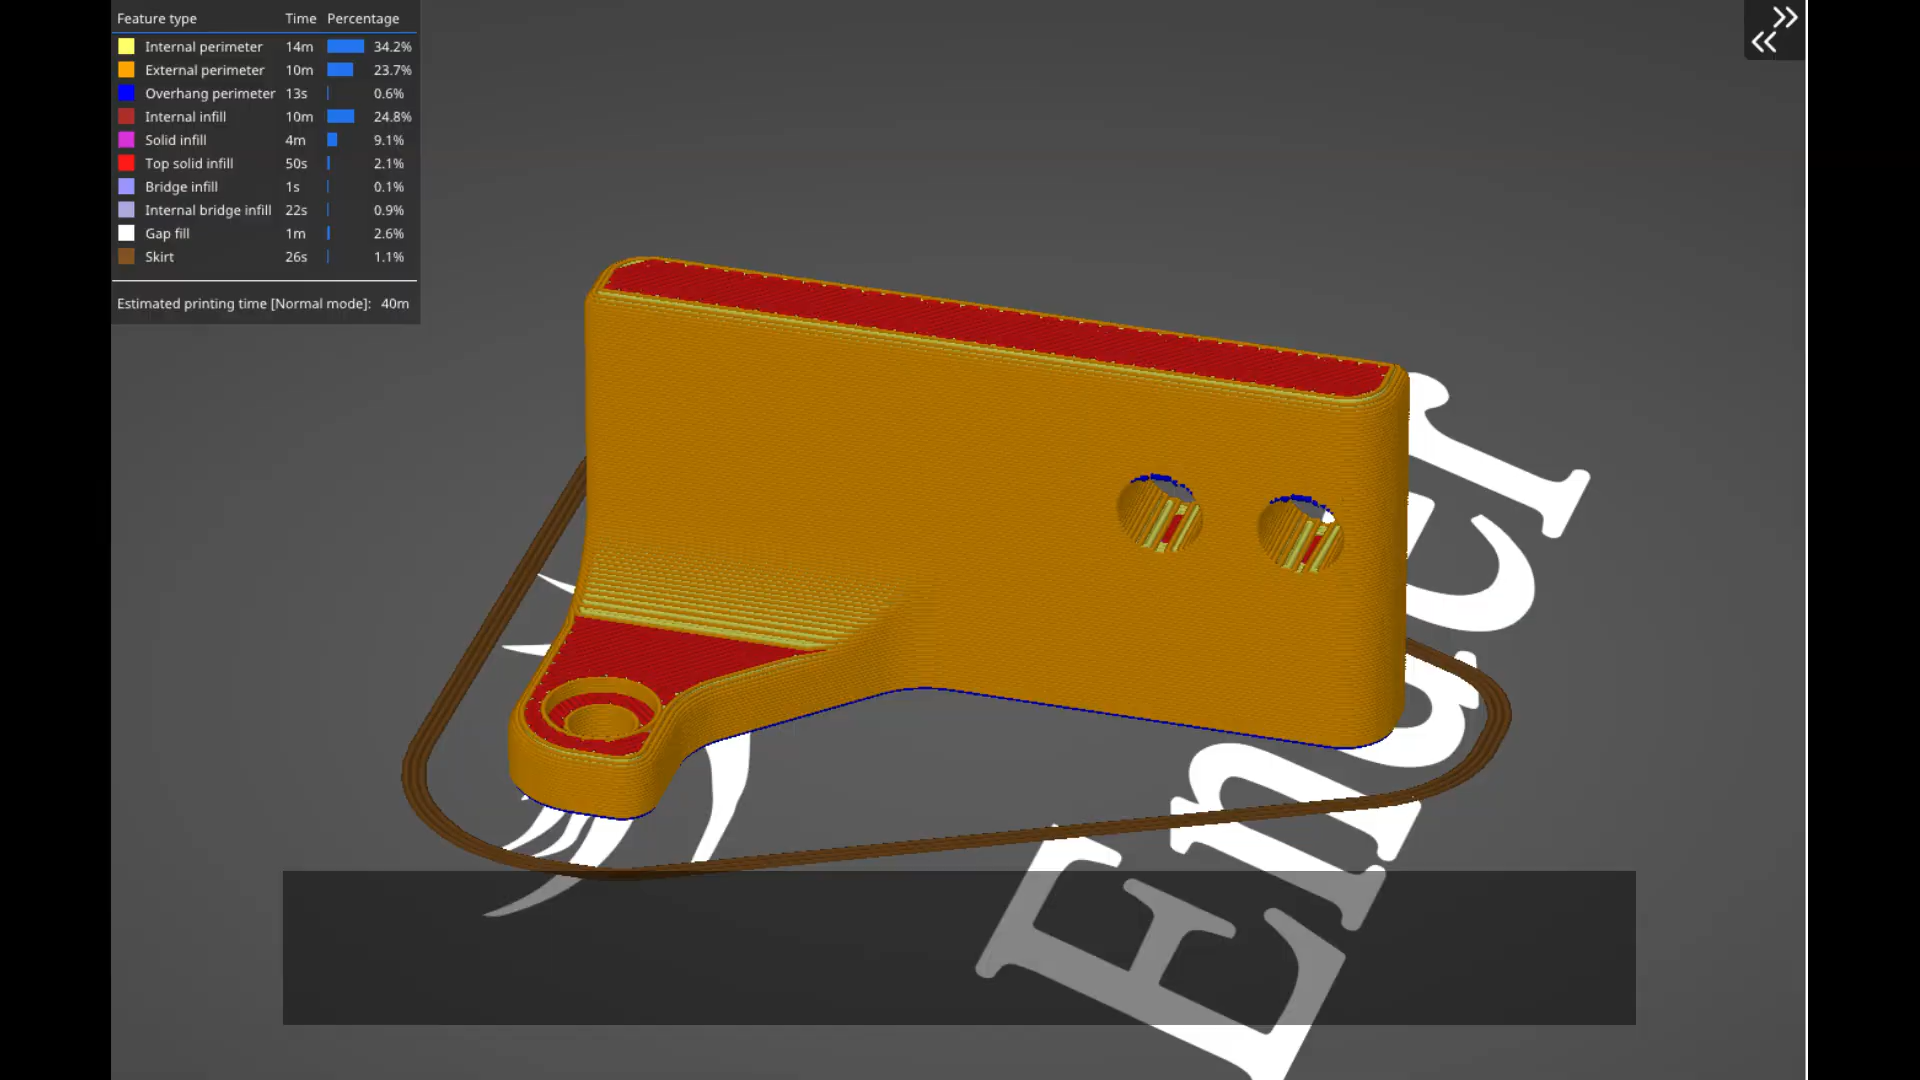 Feature type Time Percentage
Internal perimeter 14m 34.2%
External perimeter 10m 23.7%
Overhang perimeter 13s 0.6%
Internal infill 10m 24.8%
Solid infill 4m 9.1%
Top solid infill 50s 2.1%
Bridge infill 1s 0.1%
Internal bridge infill 22s 0.9%
Gap fill 1m 2.6%
Skirt 26s 1.1%
Estimated printing time [Normal mode]: 40m
Ender